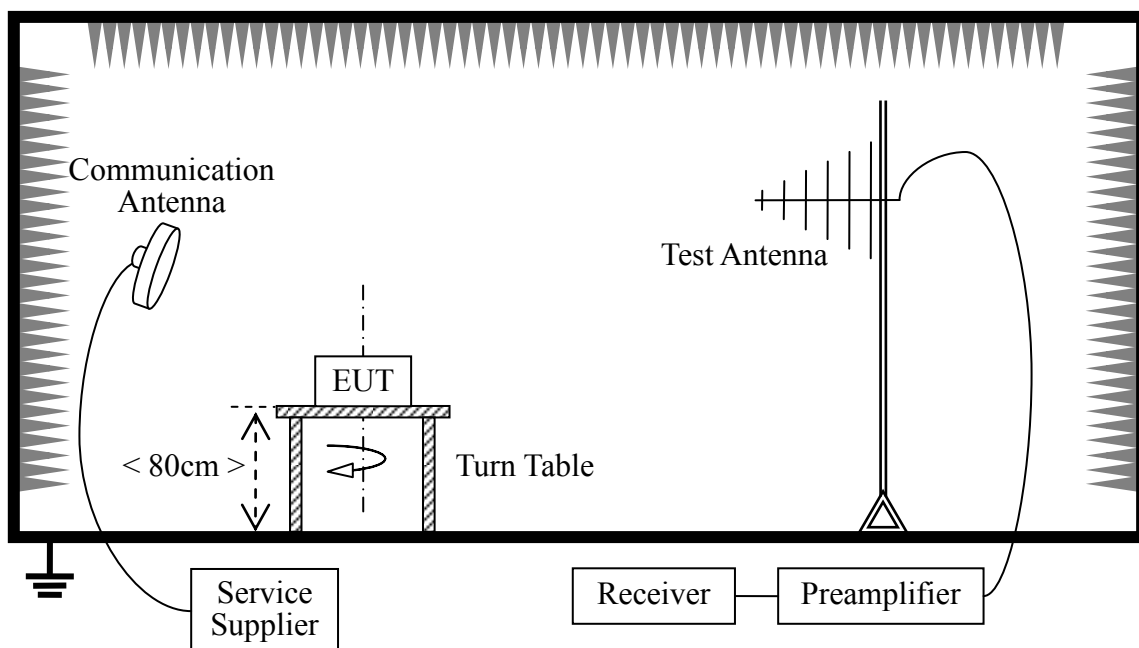 Communication
Antenna
Test Antenna
EUT
< 80cm >
Turn Table
Service
Supplier
Receiver
Preamplifier